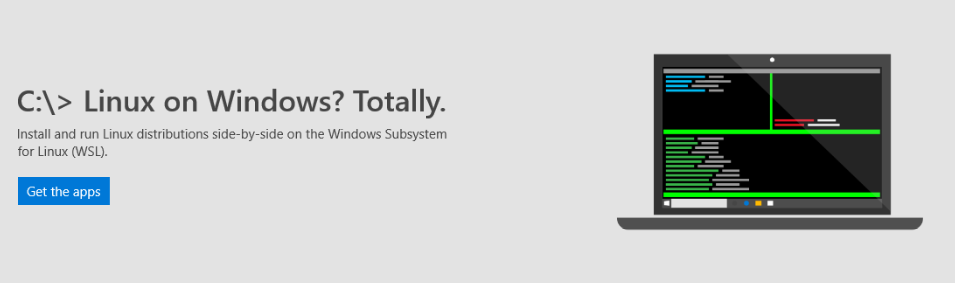 C:\> Linux on Windows? Totally.
Install and run Linux distributions side-by-side on the Windows Subsystem
for Linux (WSL).
Get the apps